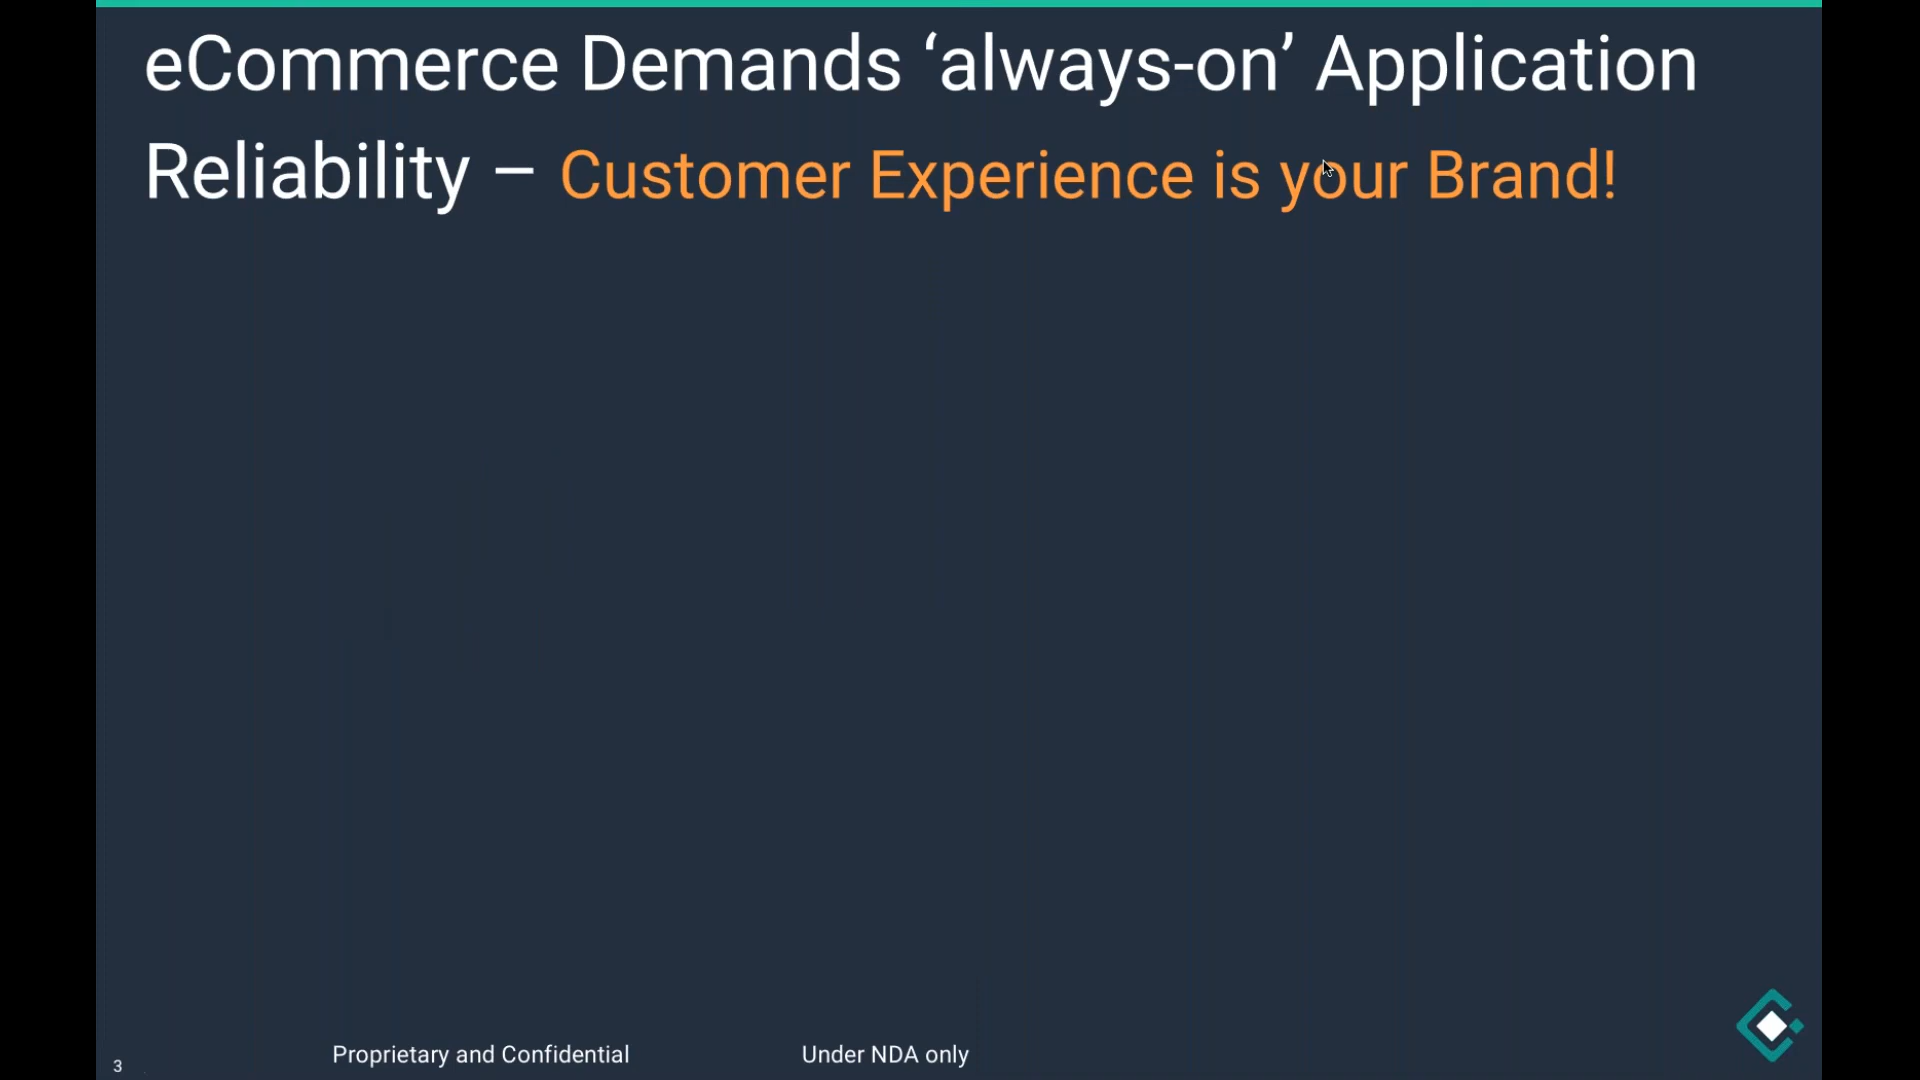 eCommerce Demands ‘always-on’ Application
Reliability – Customer Experience is your Brand!
3
Proprietary and Confidential
Under NDA only